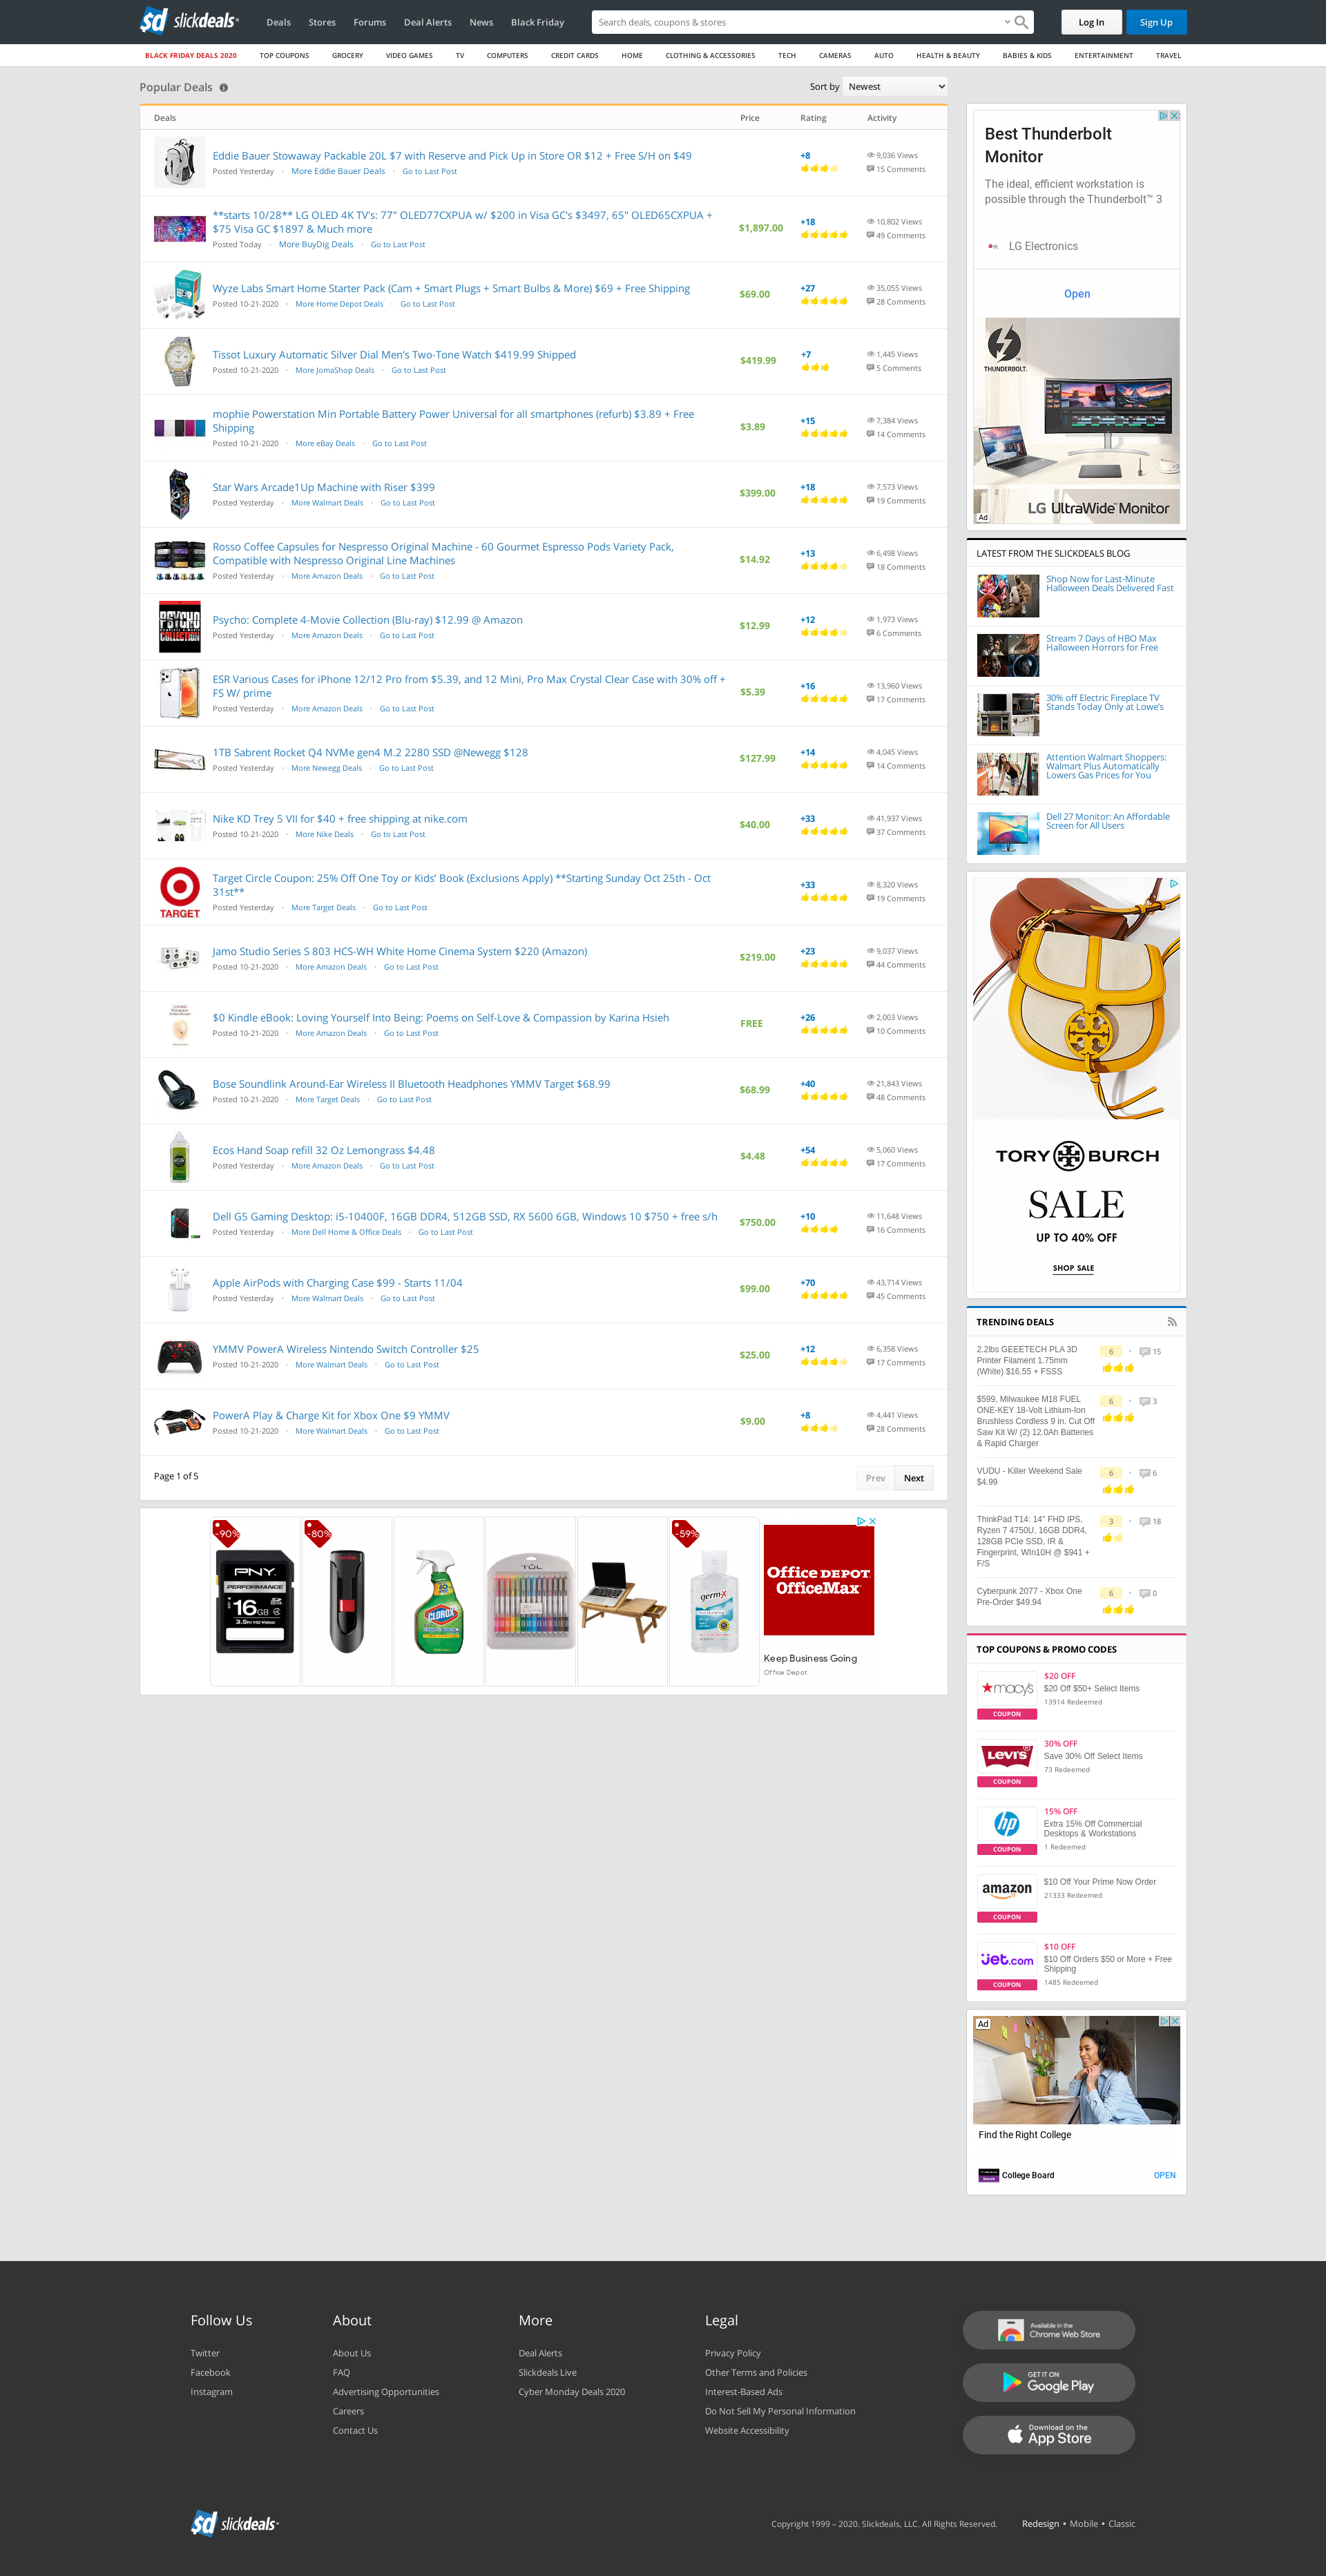 slickdeals
Deals
Stores
Forums
Deal Alerts
News
Black Friday
Search deals, coupons & stores
Log In
Sign Up
BLACK FRIDAY DEALS 2020
TOP COUPONS
GROCERY
VIDEO GAMES
TV
COMPUTERS
CREDIT CARDS
HOME
CLOTHING & ACCESSORIES
TECH
CAMERAS
AUTO
HEALTH & BEAUTY
BABIES & KIDS
ENTERTAINMENT
TRAVEL
Popular Deals
Sort by Newest
Deals Price Rating Activity
Eddie Bauer Stowaway Packable 20L $7 with Reserve and Pick Up in Store OR $12 + Free S/H on $49
Posted Yesterday · More Eddie Bauer Deals · Go to Last Post
+8
9,036 Views
15 Comments
**starts 10/28** LG OLED 4K TV's: 77" OLED77CXPUA w/ $200 in Visa GC's $3497, 65" OLED65CXPUA +
$75 Visa GC $1897 & Much more
Posted Today · More BuyDig Deals · Go to Last Post
$1,897.00
+18
10,802 Views
49 Comments
Wyze Labs Smart Home Starter Pack (Cam + Smart Plugs + Smart Bulbs & More) $69 + Free Shipping
Posted 10-21-2020 · More Home Depot Deals · Go to Last Post
$69.00
+27
35,055 Views
28 Comments
Tissot Luxury Automatic Silver Dial Men's Two-Tone Watch $419.99 Shipped
Posted 10-21-2020 · More JomaShop Deals · Go to Last Post
$419.99
+7
1,445 Views
5 Comments
mophie Powerstation Min Portable Battery Power Universal for all smartphones (refurb) $3.89 + Free
Shipping
Posted 10-21-2020 · More eBay Deals · Go to Last Post
$3.89
+15
7,384 Views
14 Comments
Star Wars Arcade1Up Machine with Riser $399
Posted Yesterday · More Walmart Deals · Go to Last Post
$399.00
+18
7,573 Views
19 Comments
Rosso Coffee Capsules for Nespresso Original Machine - 60 Gourmet Espresso Pods Variety Pack,
Compatible with Nespresso Original Line Machines
Posted Yesterday · More Amazon Deals · Go to Last Post
$14.92
+13
6,498 Views
18 Comments
PSYCHO
COLLECTION
Psycho: Complete 4-Movie Collection (Blu-ray) $12.99 @ Amazon
Posted Yesterday · More Amazon Deals · Go to Last Post
$12.99
+12
1,973 Views
6 Comments
ESR Various Cases for iPhone 12/12 Pro from $5.39, and 12 Mini, Pro Max Crystal Clear Case with 30% off +
FS W/ prime
Posted Yesterday · More Amazon Deals · Go to Last Post
$5.39
+16
13,960 Views
17 Comments
1TB Sabrent Rocket Q4 NVMe gen4 M.2 2280 SSD @Newegg $128
Posted Yesterday · More Newegg Deals · Go to Last Post
$127.99
+14
4,045 Views
14 Comments
Nike KD Trey 5 VII for $40 + free shipping at nike.com
Posted 10-21-2020 · More Nike Deals · Go to Last Post
$40.00
+33
41,937 Views
37 Comments
TARGET
Target Circle Coupon: 25% Off One Toy or Kids' Book (Exclusions Apply) **Starting Sunday Oct 25th - Oct
31st**
Posted Yesterday · More Target Deals · Go to Last Post
+33
8,320 Views
19 Comments
Jamo Studio Series S 803 HCS-WH White Home Cinema System $220 (Amazon)
Posted 10-21-2020 · More Amazon Deals · Go to Last Post
$219.00
+23
9,037 Views
44 Comments
$0 Kindle eBook: Loving Yourself Into Being: Poems on Self-Love & Compassion by Karina Hsieh
Posted 10-21-2020 · More Amazon Deals · Go to Last Post
FREE
+26
2,003 Views
10 Comments
Bose Soundlink Around-Ear Wireless II Bluetooth Headphones YMMV Target $68.99
Posted 10-21-2020 · More Target Deals · Go to Last Post
$68.99
+40
21,843 Views
48 Comments
Ecos Hand Soap refill 32 Oz Lemongrass $4.48
Posted Yesterday · More Amazon Deals · Go to Last Post
$4.48
+54
5,060 Views
17 Comments
Dell G5 Gaming Desktop: i5-10400F, 16GB DDR4, 512GB SSD, RX 5600 6GB, Windows 10 $750 + free s/h
Posted Yesterday · More Dell Home & Office Deals · Go to Last Post
$750.00
+10
11,648 Views
16 Comments
Apple AirPods with Charging Case $99 - Starts 11/04
Posted Yesterday · More Walmart Deals · Go to Last Post
$99.00
+70
43,714 Views
45 Comments
YMMV PowerA Wireless Nintendo Switch Controller $25
Posted 10-21-2020 · More Walmart Deals · Go to Last Post
$25.00
+12
6,358 Views
17 Comments
PowerA Play & Charge Kit for Xbox One $9 YMMV
Posted 10-21-2020 · More Walmart Deals · Go to Last Post
$9.00
+8
4,441 Views
28 Comments
Page 1 of 5
Prev
Next
-90%
PNY
PERFORMANCE
16GB
-80%
SanDisk
CLOROX
TUL
-59%
germ-X
Office DEPOT
OfficeMax
Keep Business Going
Office Depot
Best Thunderbolt
Monitor
The ideal, efficient workstation is
possible through the Thunderbolt™ 3
LG Electronics
Open
THUNDERBOLT.
LG UltraWide™ Monitor
Ad
LATEST FROM THE SLICKDEALS BLOG
Shop Now for Last-Minute
Halloween Deals Delivered Fast
Stream 7 Days of HBO Max
Halloween Horrors for Free
30% off Electric Fireplace TV
Stands Today Only at Lowe's
Attention Walmart Shoppers:
Walmart Plus Automatically
Lowers Gas Prices for You
Dell 27 Monitor: An Affordable
Screen for All Users
TORY BURCH
SALE
UP TO 40% OFF
SHOP SALE
TRENDING DEALS
2.2lbs GEEETECH PLA 3D
Printer Filament 1.75mm
(White) $16.55 + FSSS
6 · 15
$599, Milwaukee M18 FUEL
ONE-KEY 18-Volt Lithium-Ion
Brushless Cordless 9 in. Cut Off
Saw Kit W/ (2) 12.0Ah Batteries
& Rapid Charger
6 · 3
VUDU - Killer Weekend Sale
$4.99
6 · 6
ThinkPad T14: 14" FHD IPS,
Ryzen 7 4750U, 16GB DDR4,
128GB PCIe SSD, IR &
Fingerprint, WIn10H @ $941 +
F/S
3 · 18
Cyberpunk 2077 - Xbox One
Pre-Order $49.94
6 · 0
TOP COUPONS & PROMO CODES
macy's
COUPON
$20 OFF
$20 Off $50+ Select Items
13914 Redeemed
LEVI'S
COUPON
30% OFF
Save 30% Off Select Items
73 Redeemed
hp
COUPON
15% OFF
Extra 15% Off Commercial
Desktops & Workstations
1 Redeemed
amazon
COUPON
$10 Off Your Prime Now Order
21333 Redeemed
jet.com
COUPON
$10 OFF
$10 Off Orders $50 or More + Free
Shipping
1485 Redeemed
Ad
Find the Right College
College Board
OPEN
Follow Us
Twitter
Facebook
Instagram
About
About Us
FAQ
Advertising Opportunities
Careers
Contact Us
More
Deal Alerts
Slickdeals Live
Cyber Monday Deals 2020
Legal
Privacy Policy
Other Terms and Policies
Interest-Based Ads
Do Not Sell My Personal Information
Website Accessibility
Available in the
Chrome Web Store
GET IT ON
Google Play
Download on the
App Store
slickdeals
Copyright 1999 – 2020. Slickdeals, LLC. All Rights Reserved.
Redesign • Mobile • Classic